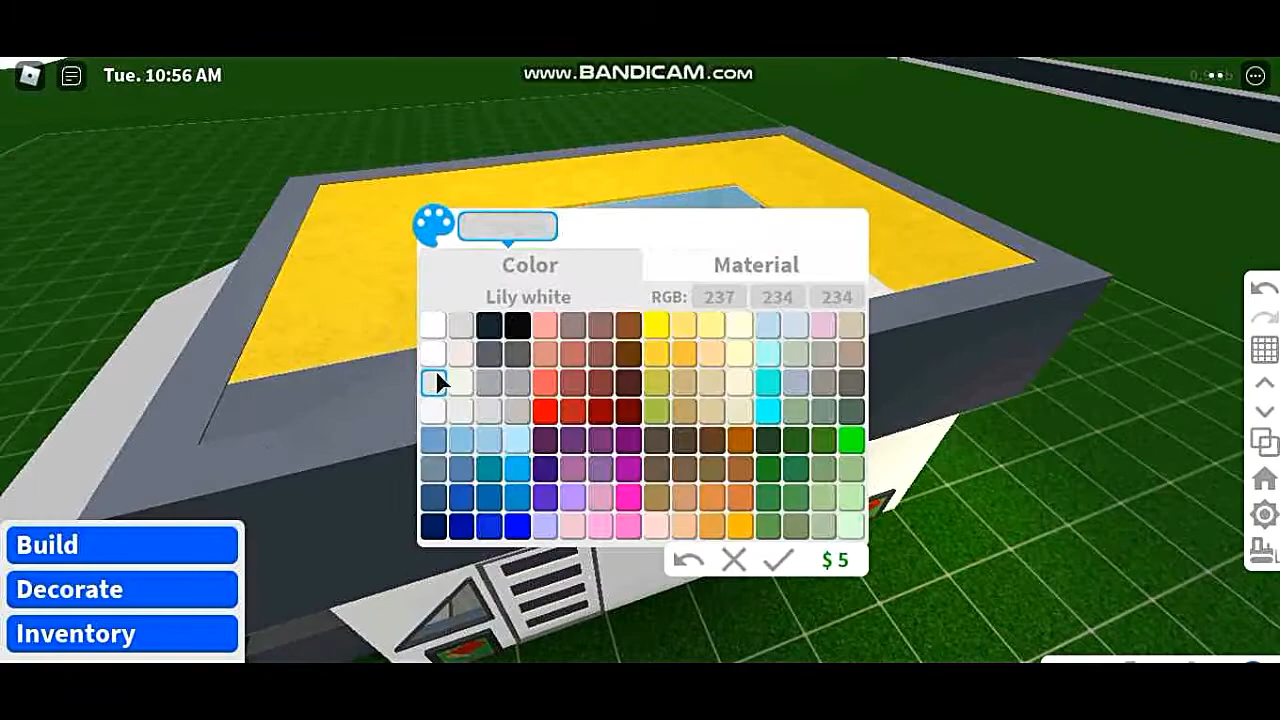 www.BANDICAM.com
Tue. 10:56 AM
Color
Material
Lily white
RGB: 237 234 234
$ 5
Build
Decorate
Inventory